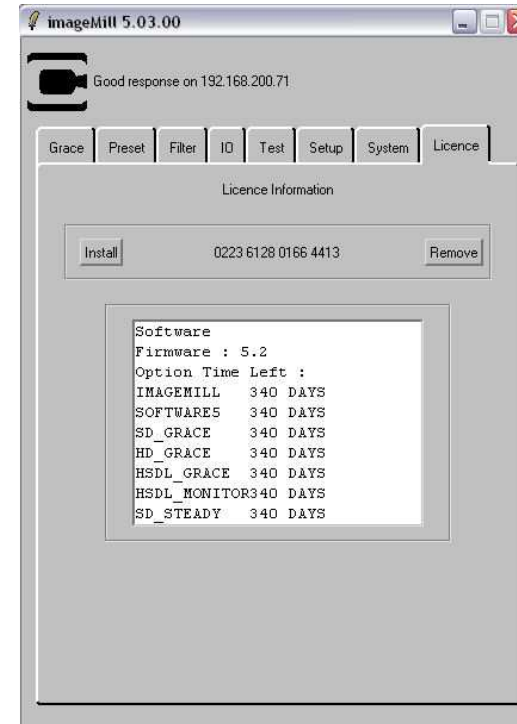 imageMill 5.03.00
Good response on 192.168.200.71
Grace Preset Filter IO Test Setup System Licence
Licence Information
Install 0223 6128 0166 4413 Remove
Software
Firmware : 5.2
Option Time Left :
IMAGEMILL 340 DAYS
SOFTWARE5 340 DAYS
SD_GRACE 340 DAYS
HD_GRACE 340 DAYS
HSDL_GRACE 340 DAYS
HSDL_MONITOR340 DAYS
SD_STEADY 340 DAYS